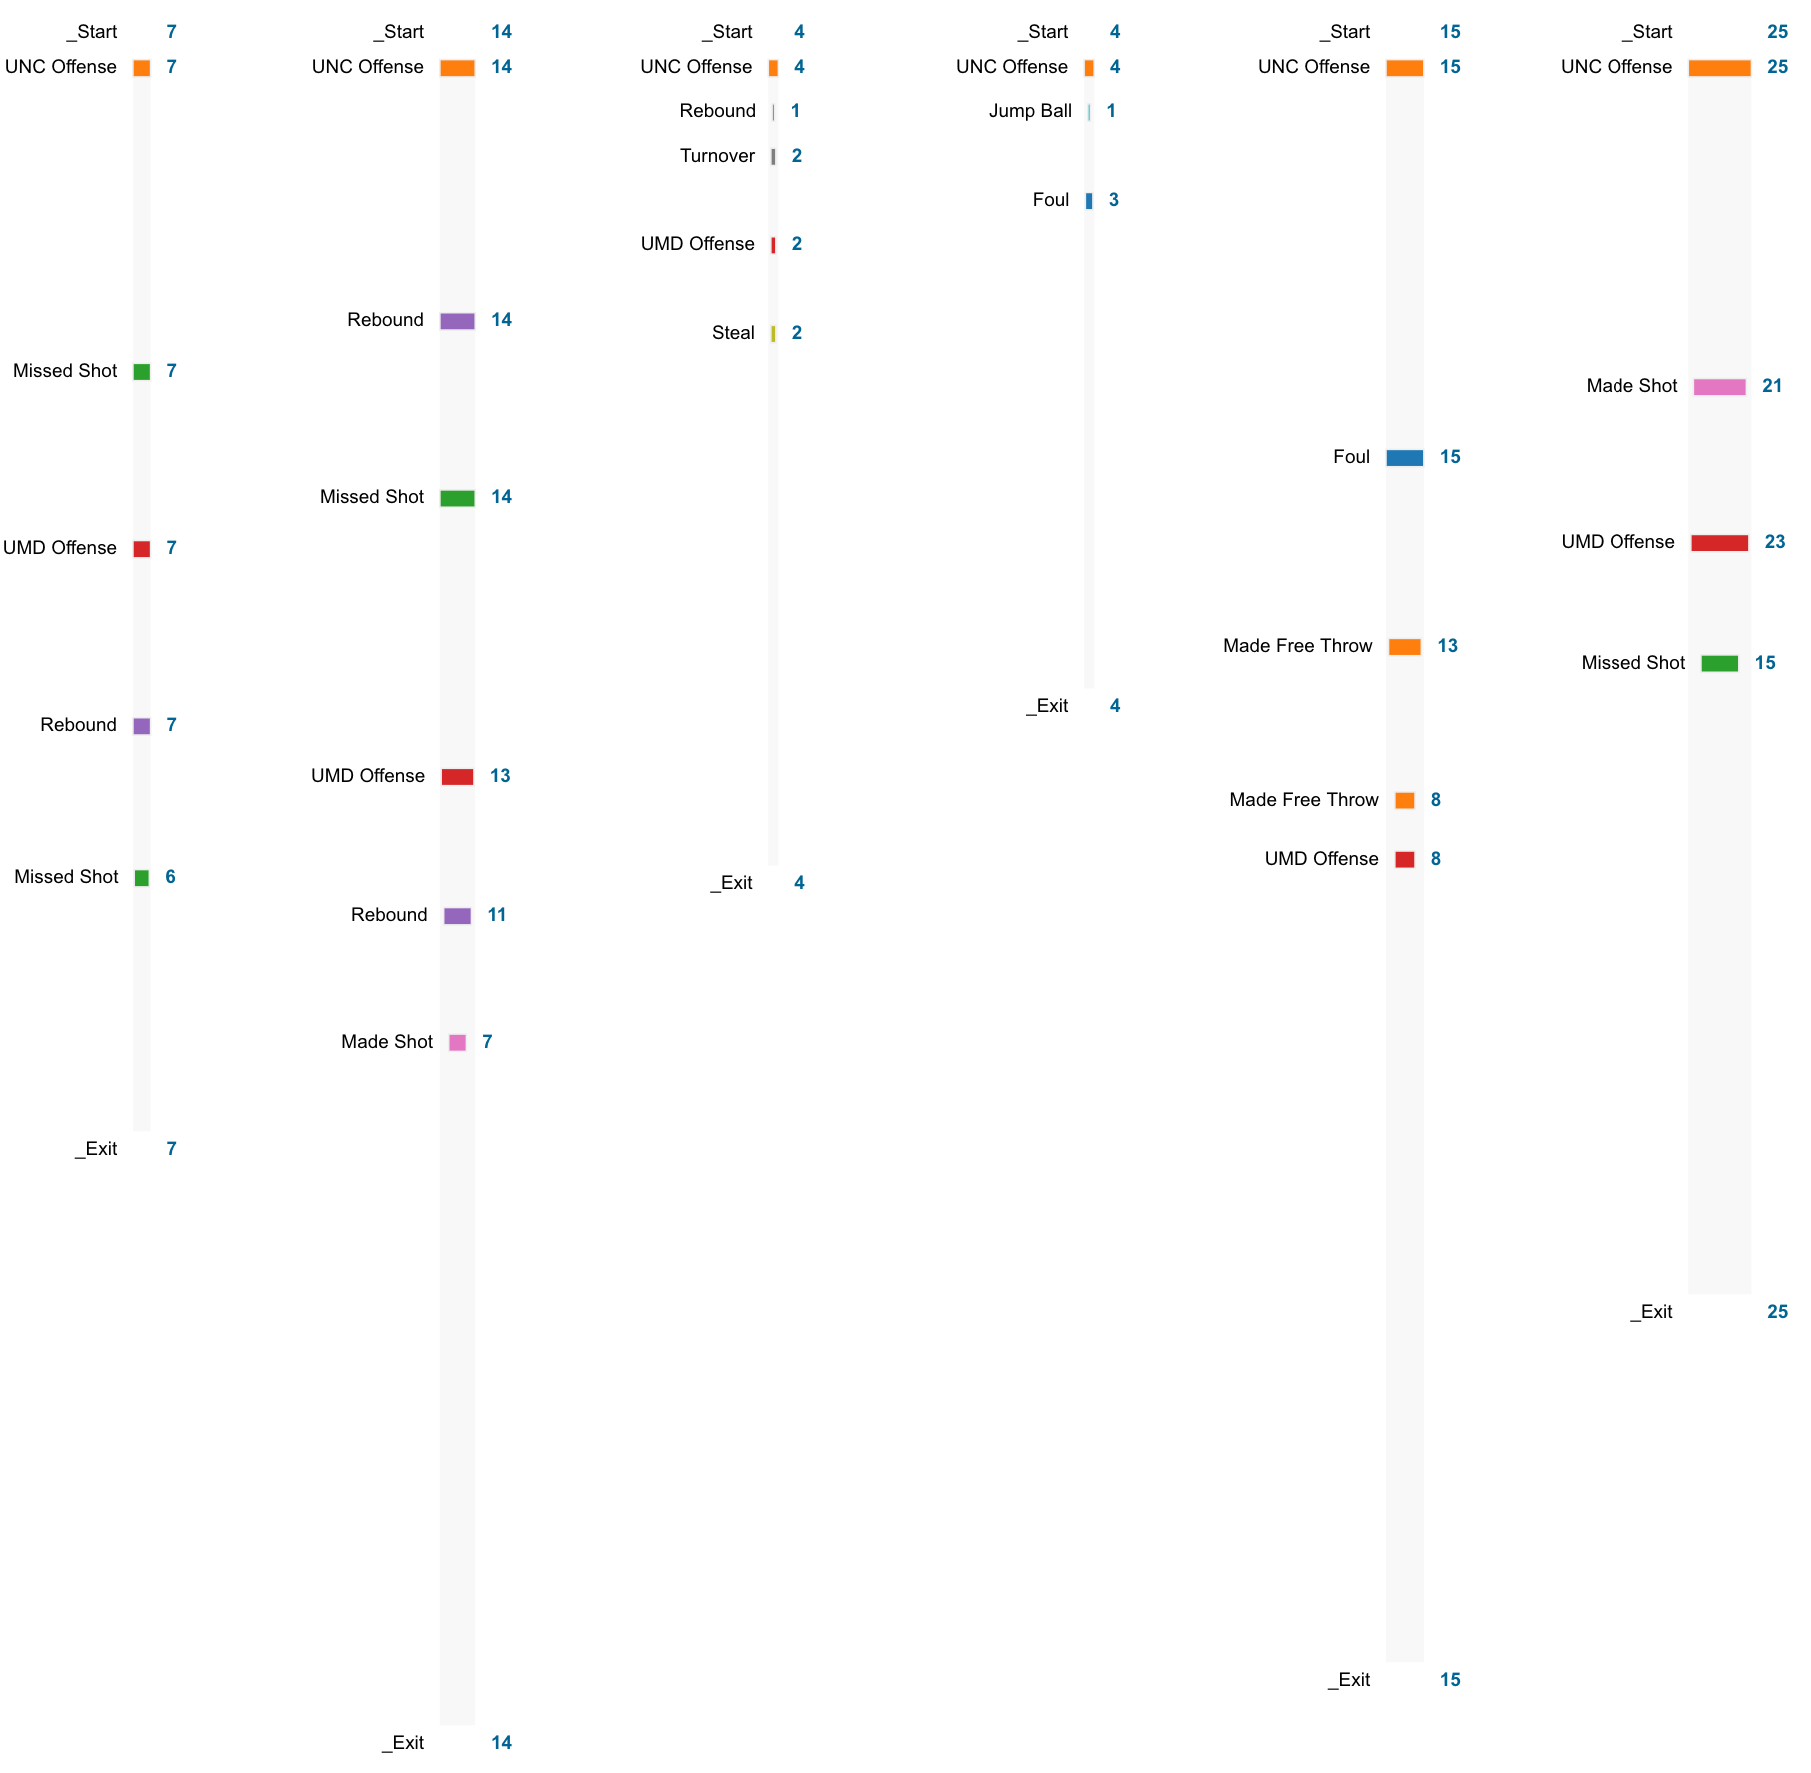 _Start 7
UNC Offense 7
Missed Shot 7
UMD Offense 7
Rebound 7
Missed Shot 6
_Exit 7
_Start 14
UNC Offense 14
Rebound 14
Missed Shot 14
UMD Offense 13
Rebound 11
Made Shot 7
_Exit 14
_Start 4
UNC Offense 4
Rebound 1
Turnover 2
UMD Offense 2
Steal 2
_Exit 4
_Start 4
UNC Offense 4
Jump Ball 1
Foul 3
_Exit 4
_Start 15
UNC Offense 15
Foul 15
Made Free Throw 13
Made Free Throw 8
UMD Offense 8
_Exit 15
_Start 25
UNC Offense 25
Made Shot 21
UMD Offense 23
Missed Shot 15
_Exit 25